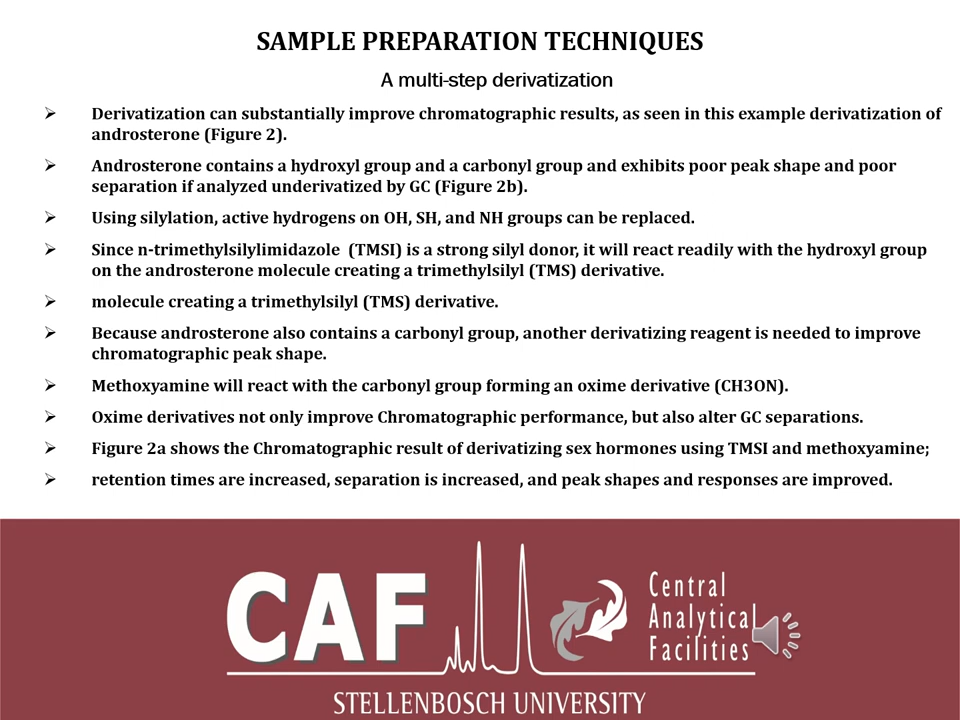 SAMPLE PREPARATION TECHNIQUES
A multi-step derivatization
Derivatization can substantially improve chromatographic results, as seen in this example derivatization of
androsterone (Figure 2).
Androsterone contains a hydroxyl group and a carbonyl group and exhibits poor peak shape and poor
separation if analyzed underivatized by GC (Figure 2b).
Using silylation, active hydrogens on OH, SH, and NH groups can be replaced.
Since n-trimethylsilylimidazole (TMSI) is a strong silyl donor, it will react readily with the hydroxyl group
on the androsterone molecule creating a trimethylsilyl (TMS) derivative.
molecule creating a trimethylsilyl (TMS) derivative.
Because androsterone also contains a carbonyl group, another derivatizing reagent is needed to improve
chromatographic peak shape.
Methoxyamine will react with the carbonyl group forming an oxime derivative (CH3ON).
Oxime derivatives not only improve Chromatographic performance, but also alter GC separations.
Figure 2a shows the Chromatographic result of derivatizing sex hormones using TMSI and methoxyamine;
retention times are increased, separation is increased, and peak shapes and responses are improved.
CAF
Central
Analytical
Facilities
STELLENBOSCH UNIVERSITY